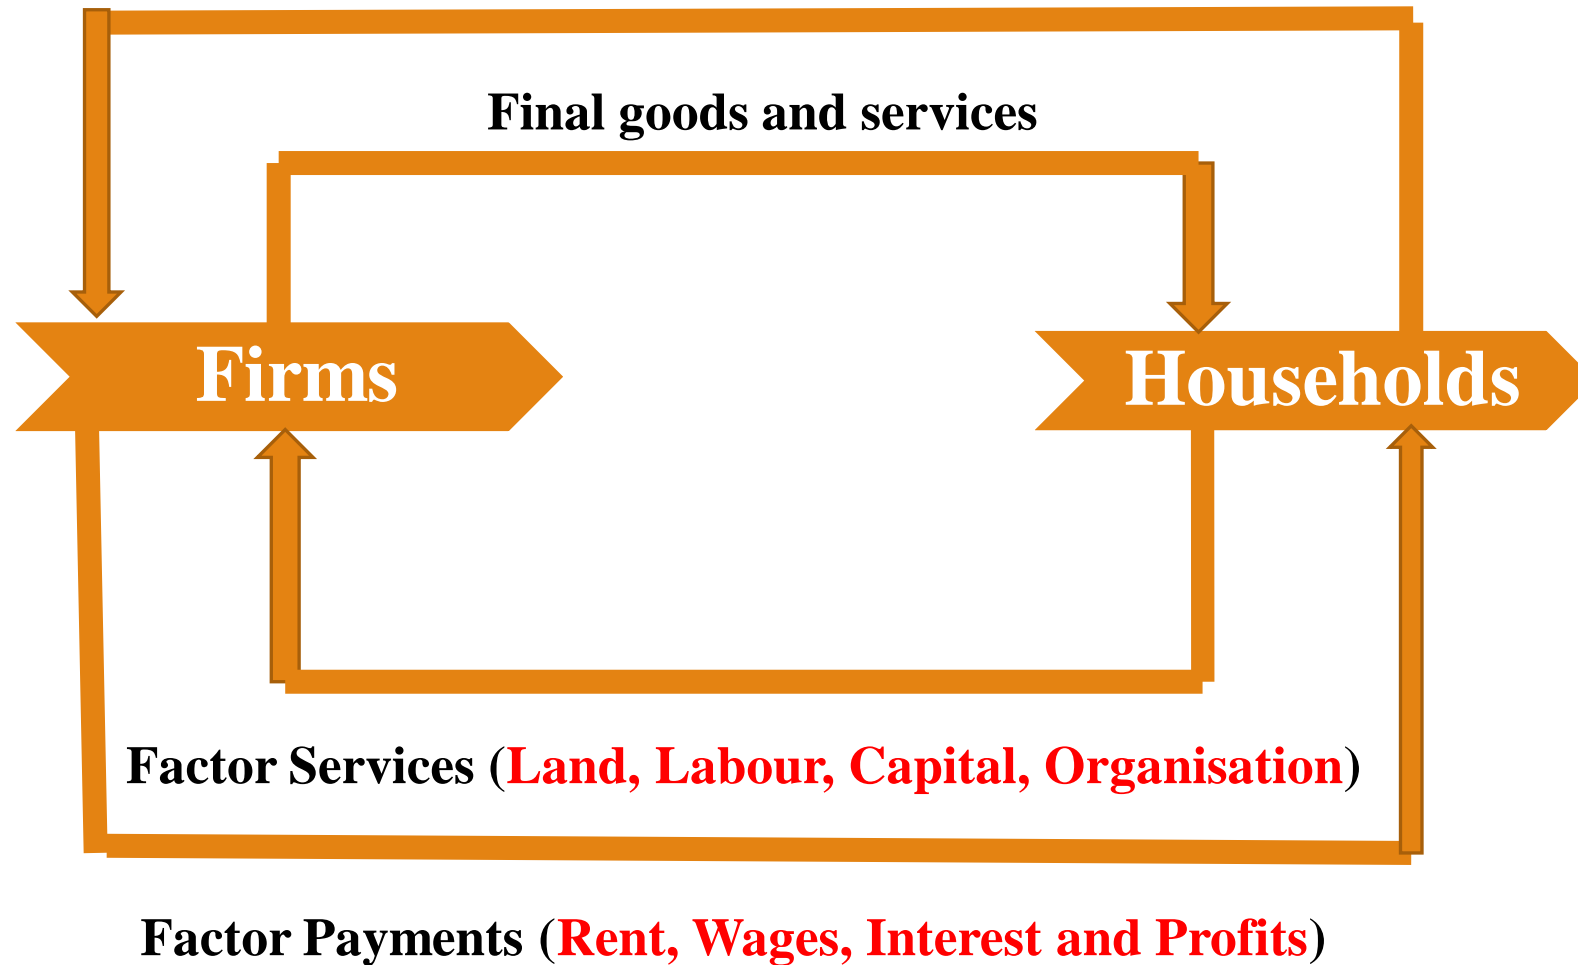 Final goods and services
Firms
Households
Factor Services (Land, Labour, Capital, Organisation)
Factor Payments (Rent, Wages, Interest and Profits)